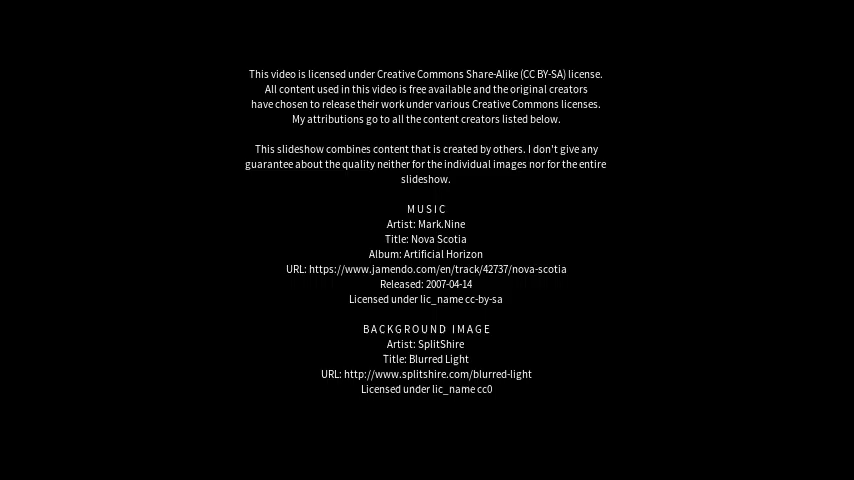 This video is licensed under Creative Commons Share-Alike (CC BY-SA) license.
All content used in this video is free available and the original creators
have chosen to release their work under various Creative Commons licenses.
My attributions go to all the content creators listed below.
This slideshow combines content that is created by others. I don't give any
guarantee about the quality neither for the individual images nor for the entire
slideshow.
MUSIC
Artist: Mark.Nine
Title: Nova Scotia
Album: Artificial Horizon
URL: https://www.jamendo.com/en/track/42737/nova-scotia
Released: 2007-04-14
Licensed under lic_name cc-by-sa
BACKGROUND IMAGE
Artist: SplitShire
Title: Blurred Light
URL: http://www.splitshire.com/blurred-light
Licensed under lic_name cc0